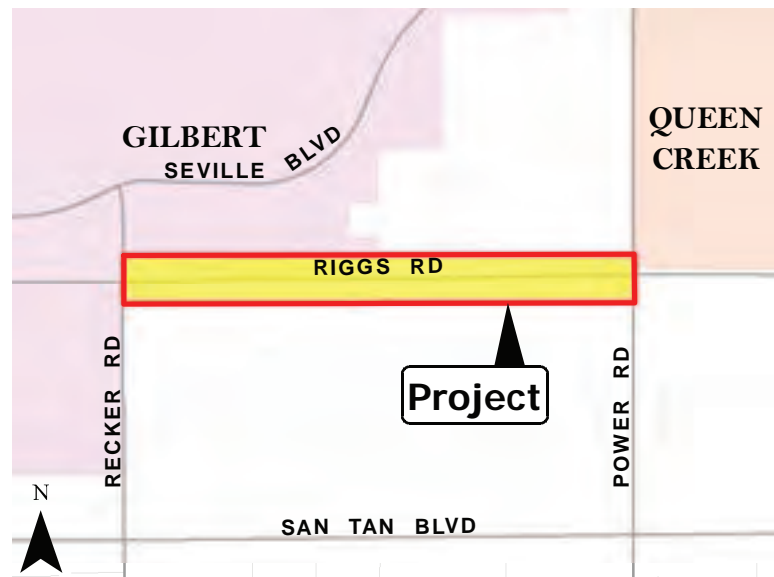 GILBERT
SEVILLE BLVD
QUEEN
CREEK
RIGGS RD
RECKER RD
Project
POWER RD
N
SAN TAN BLVD